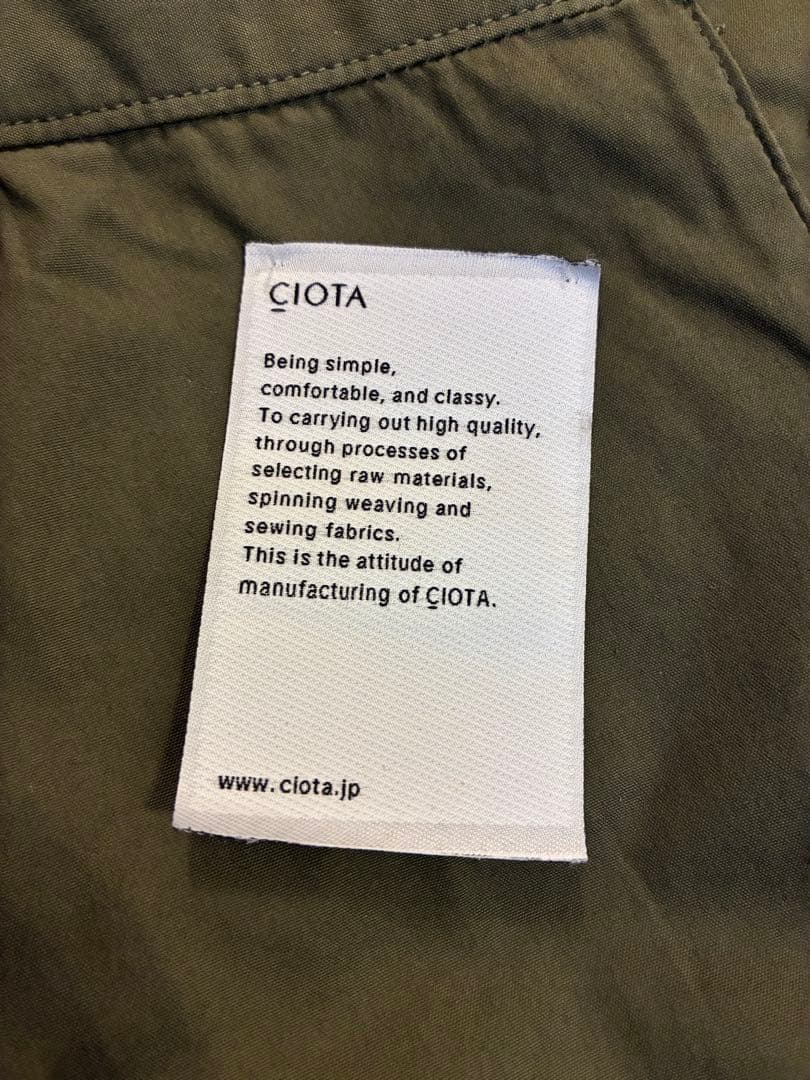 ÇIOTA
Being simple,
comfortable, and classy.
To carrying out high quality,
through processes of
selecting raw materials,
spinning weaving and
sewing fabrics.
This is the attitude of
manufacturing of ÇIOTA.
www.ciota.jp